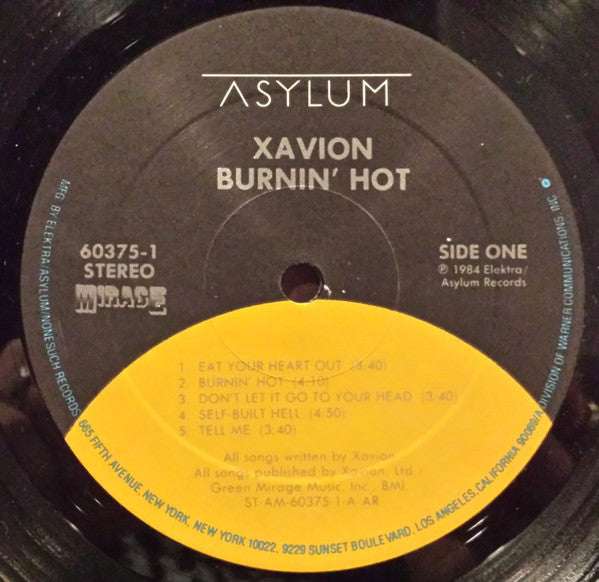 ASYLUM
XAVION
BURNIN' HOT
60375-1
STEREO
MIRAGE
SIDE ONE
℗ 1984 Elektra/
Asylum Records
1. EAT YOUR HEART OUT (3:40)
2. BURNIN' HOT (4:10)
3. DON'T LET IT GO TO YOUR HEAD (3:40)
4. SELF-BUILT HELL (4:50)
5. TELL ME (3:40)
All songs written by Xavion
All songs published by Xavion, Ltd./
Green Mirage Music, Inc., BMI
ST-AM-60375-1-A AR
MFG. BY ELEKTRA/ASYLUM/NONESUCH RECORDS, 665 FIFTH AVENUE, NEW YORK, NEW YORK 10022, 9229 SUNSET BOULEVARD, LOS ANGELES, CALIFORNIA 90069/A DIVISION OF WARNER COMMUNICATIONS INC.